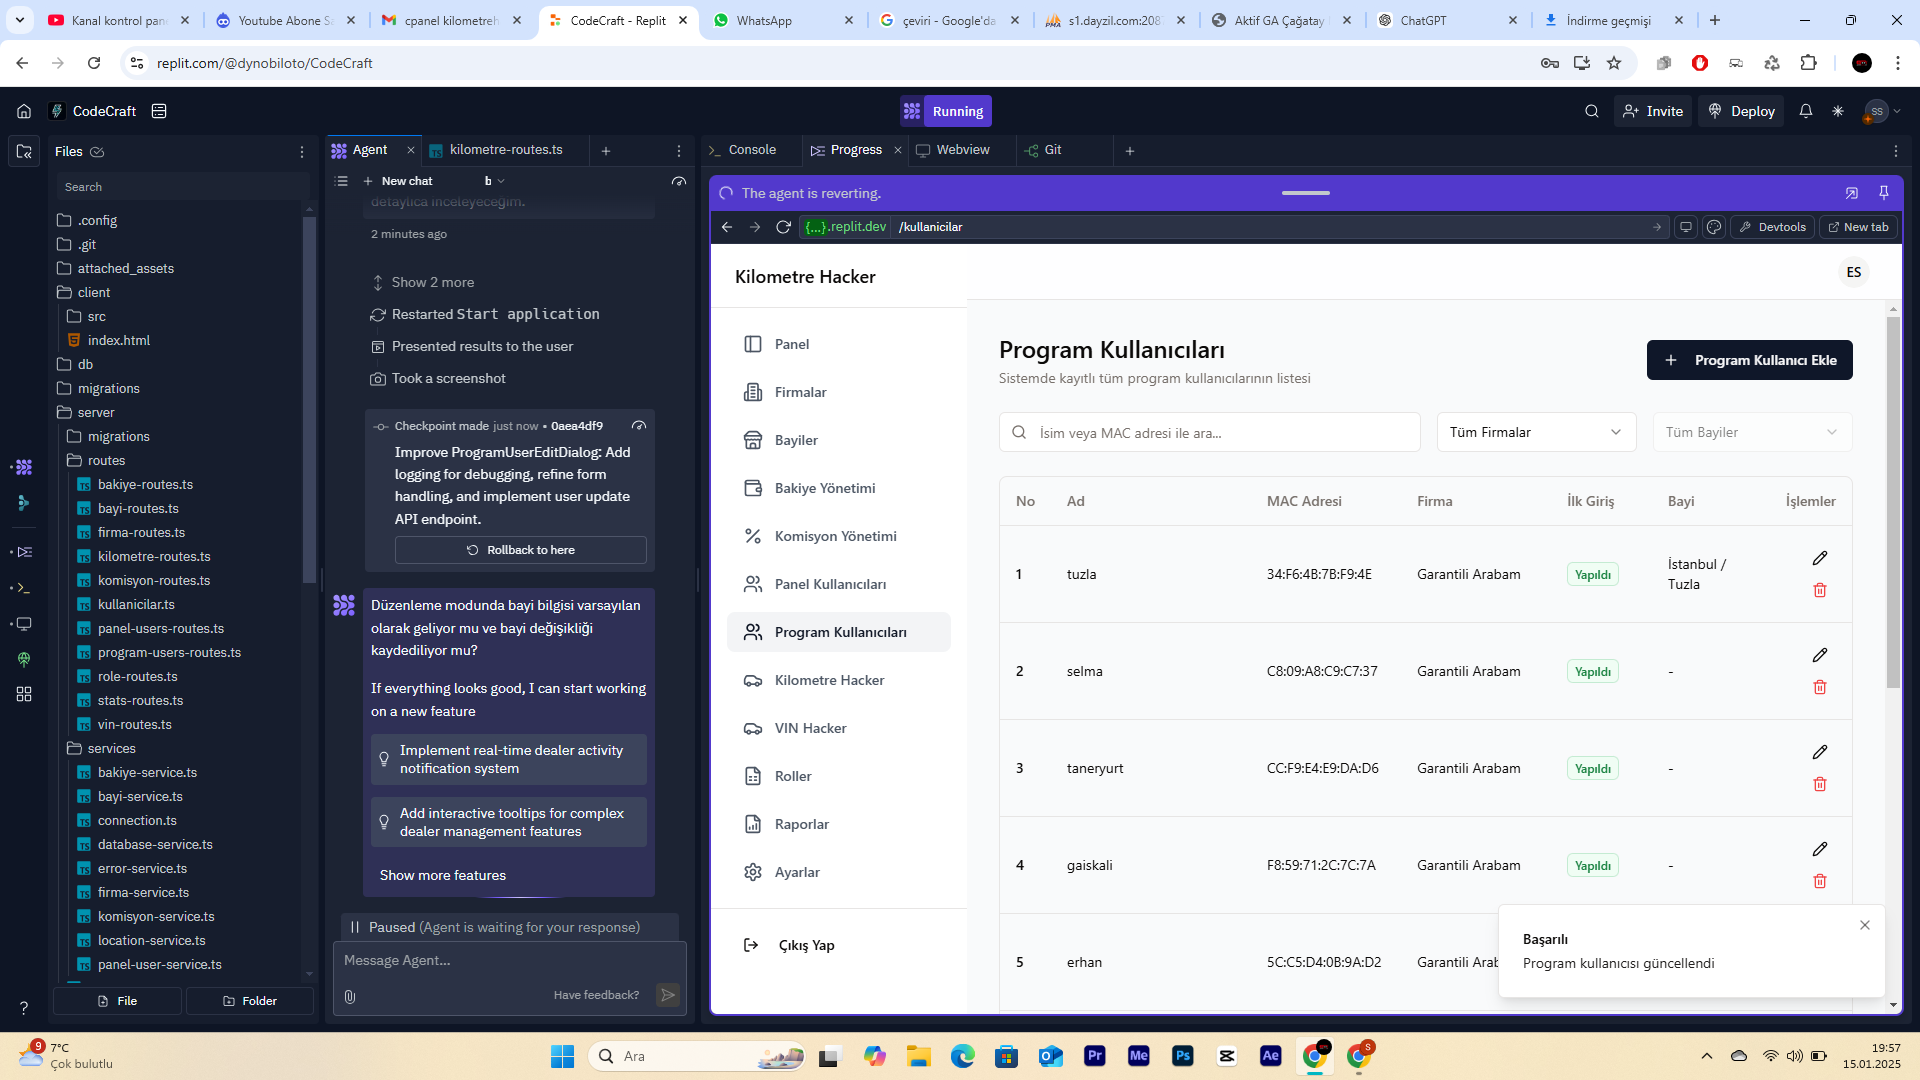 Kanal kontrol pan
Youtube Abone Sa
cpanel kilometreh
CodeCraft - Replit
WhatsApp
çeviri - Google'da
s1.dayzil.com:208
Aktif GA Çağatay
ChatGPT
İndirme geçmişi
replit.com/@dynobiloto/CodeCraft
CodeCraft
Running
Invite
Deploy
SS
Files
Search
.config
.git
attached_assets
client
src
index.html
db
migrations
server
migrations
routes
bakiye-routes.ts
bayi-routes.ts
firma-routes.ts
kilometre-routes.ts
komisyon-routes.ts
kullanicilar.ts
panel-users-routes.ts
program-users-routes.ts
role-routes.ts
stats-routes.ts
vin-routes.ts
services
bakiye-service.ts
bayi-service.ts
connection.ts
database-service.ts
error-service.ts
firma-service.ts
komisyon-service.ts
location-service.ts
panel-user-service.ts
File
Folder
Agent
kilometre-routes.ts
New chat
b
detaylıca inceleyeceğim.
2 minutes ago
Show 2 more
Restarted Start application
Presented results to the user
Took a screenshot
Checkpoint made just now • 0aea4df9
Improve ProgramUserEditDialog: Add
logging for debugging, refine form
handling, and implement user update
API endpoint.
Rollback to here
Düzenleme modunda bayi bilgisi varsayılan
olarak geliyor mu ve bayi değişikliği
kaydediliyor mu?
If everything looks good, I can start working
on a new feature
Implement real-time dealer activity
notification system
Add interactive tooltips for complex
dealer management features
Show more features
Paused (Agent is waiting for your response)
Message Agent...
Have feedback?
Console
Progress
Webview
Git
The agent is reverting.
{...}.replit.dev
/kullanicilar
Devtools
New tab
Kilometre Hacker
ES
Panel
Firmalar
Bayiler
Bakiye Yönetimi
Komisyon Yönetimi
Panel Kullanıcıları
Program Kullanıcıları
Kilometre Hacker
VIN Hacker
Roller
Raporlar
Ayarlar
Çıkış Yap
Program Kullanıcıları
Sistemde kayıtlı tüm program kullanıcılarının listesi
Program Kullanıcı Ekle
İsim veya MAC adresi ile ara...
Tüm Firmalar
Tüm Bayiler
No Ad MAC Adresi Firma İlk Giriş Bayi İşlemler
1 tuzla 34:F6:4B:7B:F9:4E Garantili Arabam Yapıldı İstanbul /
Tuzla
2 selma C8:09:A8:C9:C7:37 Garantili Arabam Yapıldı -
3 taneryurt CC:F9:E4:E9:DA:D6 Garantili Arabam Yapıldı -
4 gaiskali F8:59:71:2C:7C:7A Garantili Arabam Yapıldı -
5 erhan 5C:C5:D4:0B:9A:D2 Garantili Arab
Başarılı
Program kullanıcısı güncellendi
9
7°C
Çok bulutlu
Ara
Pr
Me
Ps
Ae
S
19:57
15.01.2025